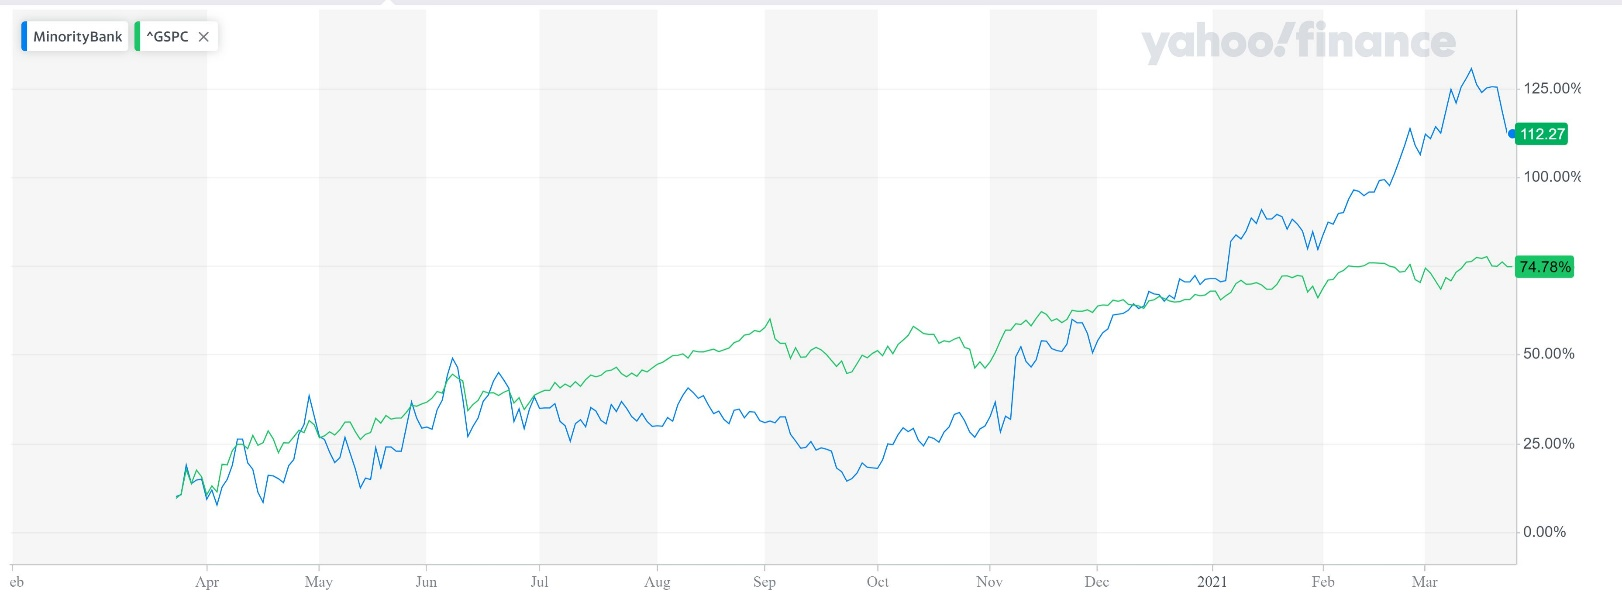 MinorityBank ^GSPC ×
yahoo!finance
125.00%
112.27
100.00%
74.78%
50.00%
25.00%
0.00%
eb Apr May Jun Jul Aug Sep Oct Nov Dec 2021 Feb Mar